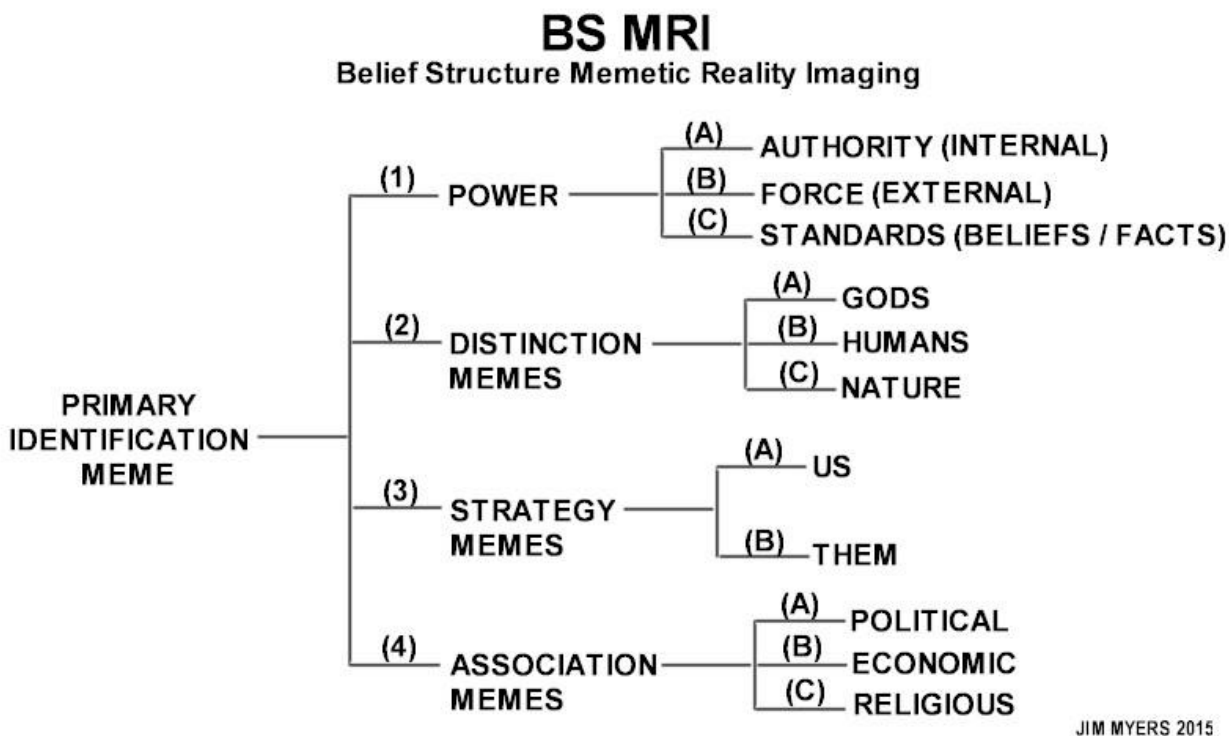 BS MRI
Belief Structure Memetic Reality Imaging
PRIMARY
IDENTIFICATION
MEME
(1)
POWER
(A)
AUTHORITY (INTERNAL)
(B)
FORCE (EXTERNAL)
(C)
STANDARDS (BELIEFS / FACTS)
(2)
DISTINCTION
MEMES
(A)
GODS
(B)
HUMANS
(C)
NATURE
(3)
STRATEGY
MEMES
(A)
US
(B)
THEM
(4)
ASSOCIATION
MEMES
(A)
POLITICAL
(B)
ECONOMIC
(C)
RELIGIOUS
JIM MYERS 2015